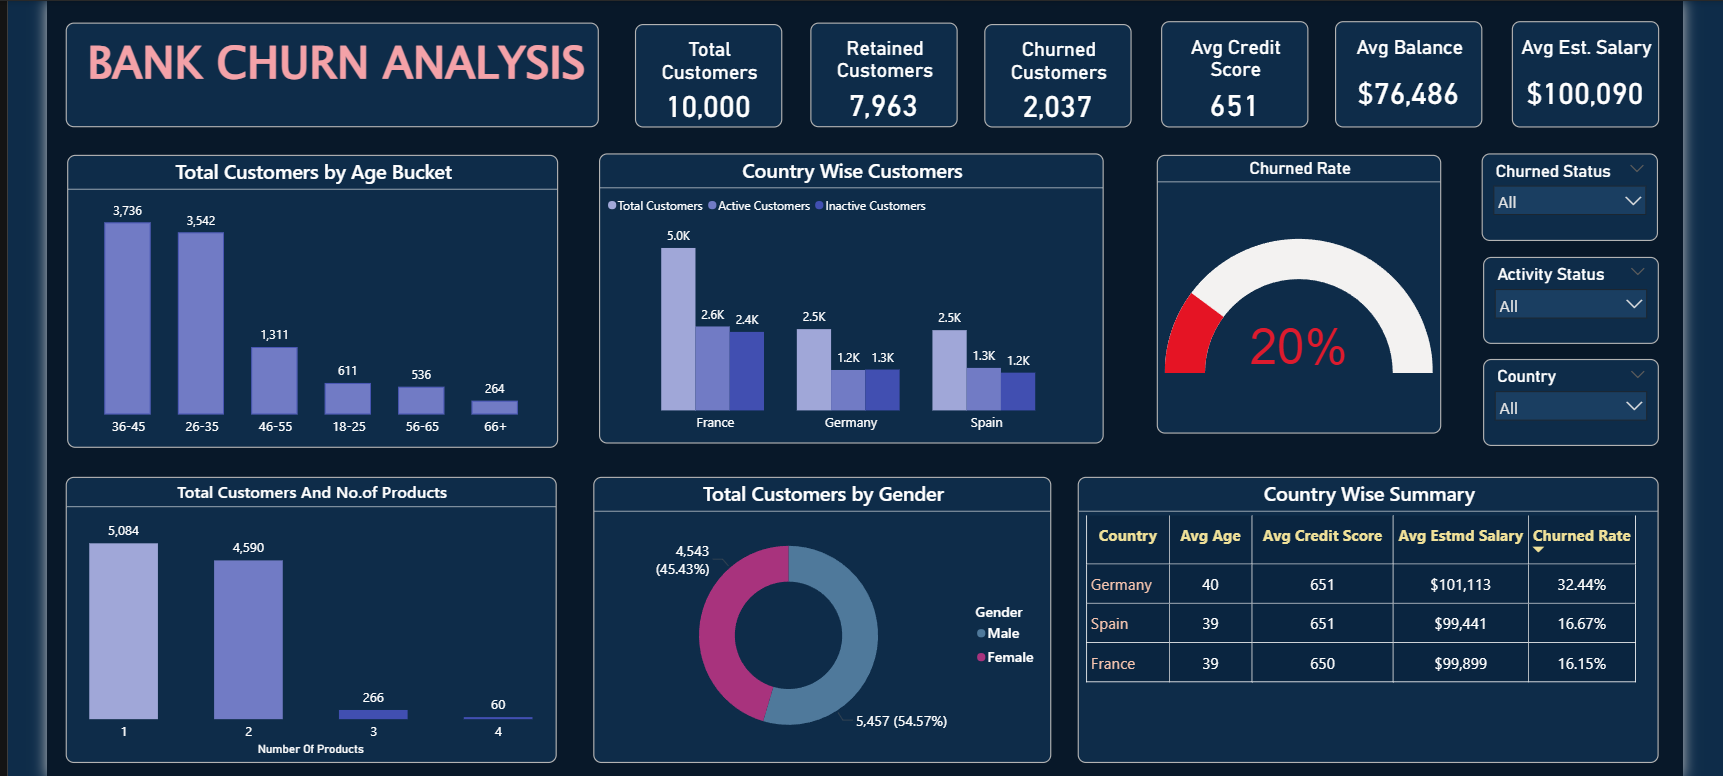 BANK CHURN ANALYSIS
Total
Customers
10,000
Retained
Customers
7,963
Churned
Customers
2,037
Avg Credit
Score
651
Avg Balance
$76,486
Avg Est. Salary
$100,090
Total Customers by Age Bucket
3,736
3,542
1,311
611
536
264
36-45
26-35
46-55
18-25
56-65
66+
Country Wise Customers
Total Customers Active Customers Inactive Customers
5.0K
2.6K
2.4K
2.5K
1.2K
1.3K
2.5K
1.3K
1.2K
France
Germany
Spain
Churned Rate
20%
Churned Status
All
Activity Status
All
Country
All
Total Customers And No.of Products
5,084
4,590
266
60
1
2
3
4
Number Of Products
Total Customers by Gender
4,543
(45.43%)
5,457 (54.57%)
Gender
Male
Female
Country Wise Summary
Country Avg Age Avg Credit Score Avg Estmd Salary Churned Rate
Germany 40 651 $101,113 32.44%
Spain 39 651 $99,441 16.67%
France 39 650 $99,899 16.15%